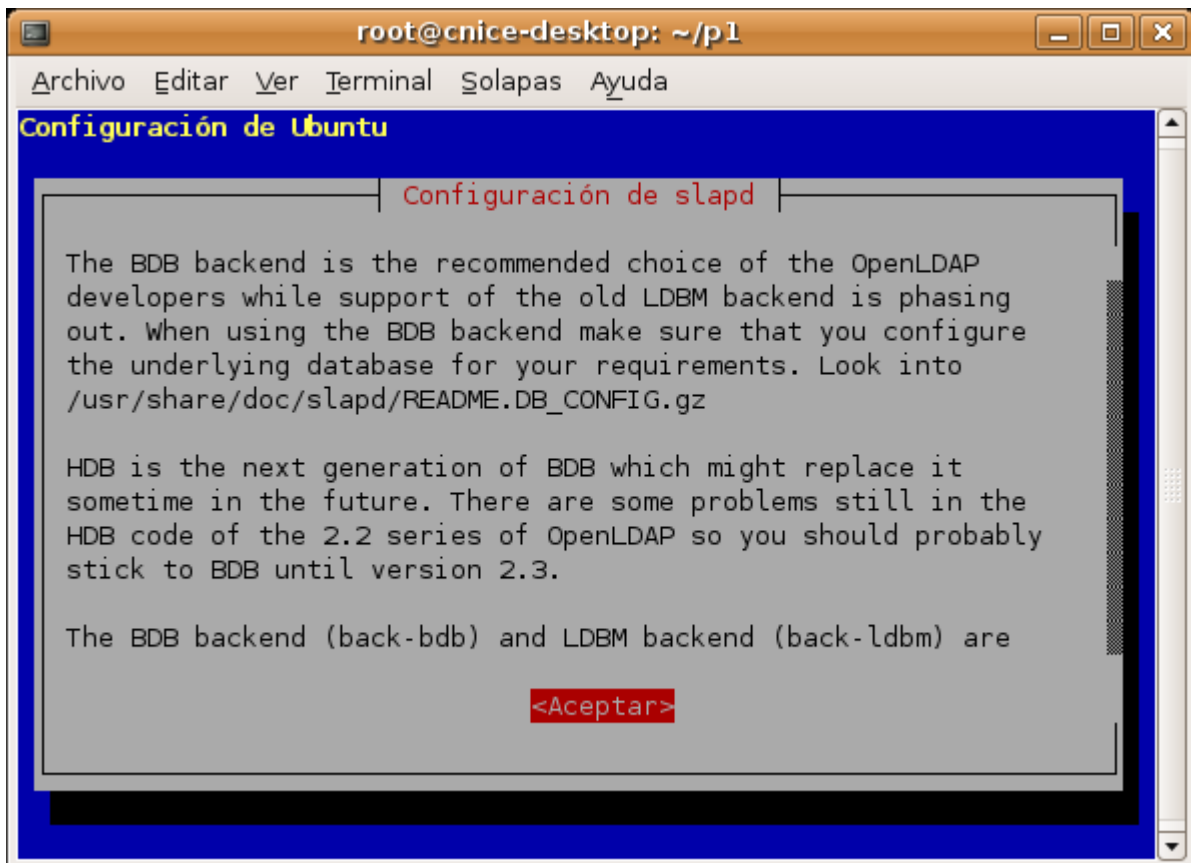 root@cnice-desktop: ~/p1
Archivo Editar Ver Terminal Solapas Ayuda
Configuración de Ubuntu
Configuración de slapd
The BDB backend is the recommended choice of the OpenLDAP
developers while support of the old LDBM backend is phasing
out. When using the BDB backend make sure that you configure
the underlying database for your requirements. Look into
/usr/share/doc/slapd/README.DB_CONFIG.gz
HDB is the next generation of BDB which might replace it
sometime in the future. There are some problems still in the
HDB code of the 2.2 series of OpenLDAP so you should probably
stick to BDB until version 2.3.
The BDB backend (back-bdb) and LDBM backend (back-ldbm) are
<Aceptar>